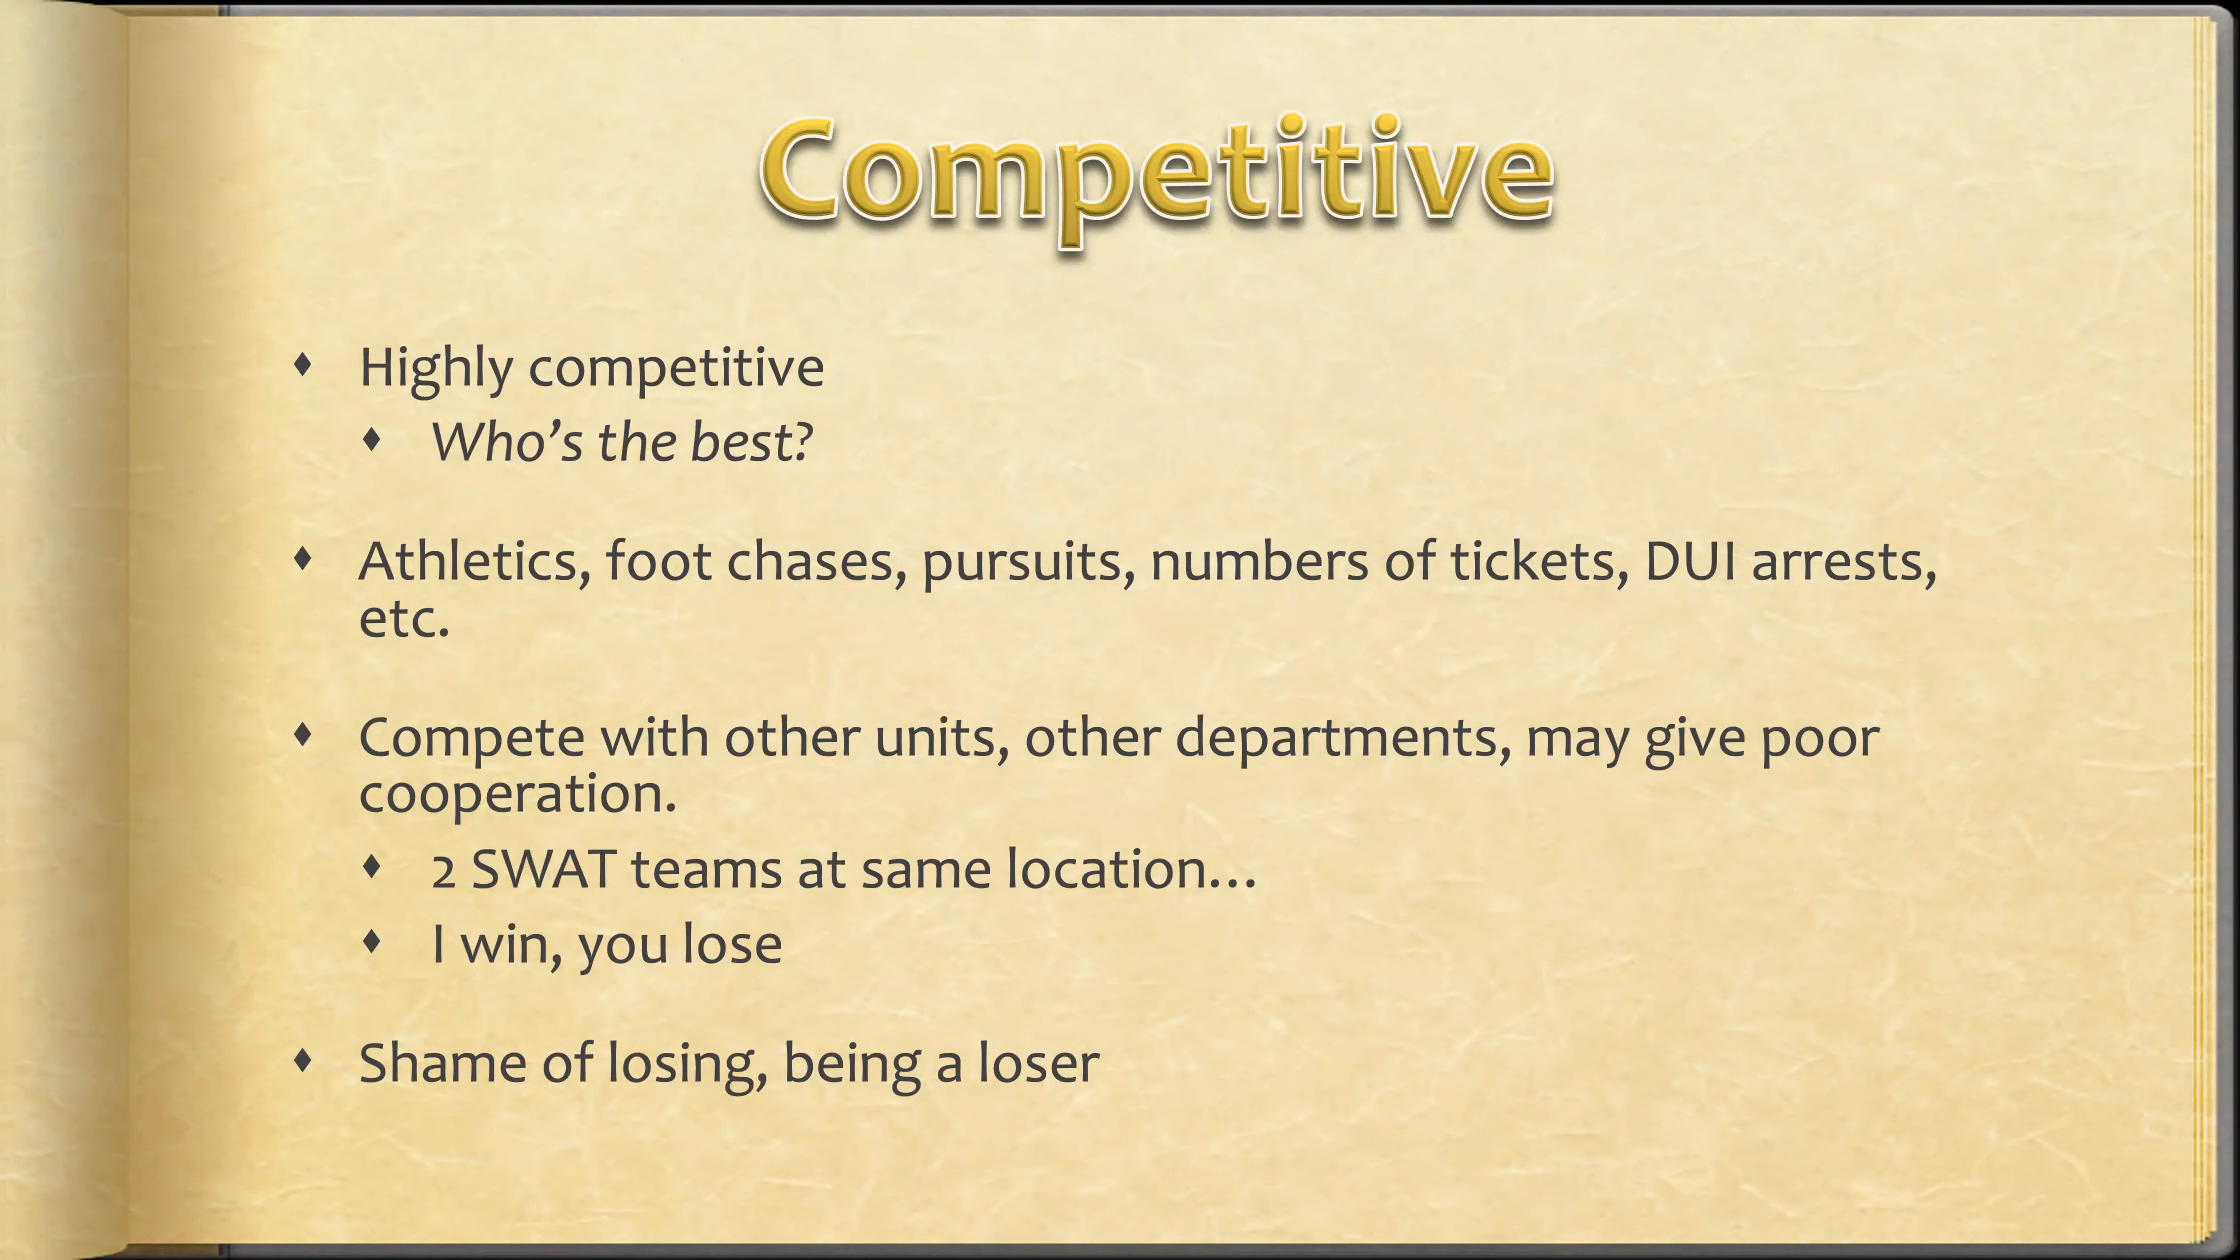 Competitive
♦ Highly competitive
♦ Who’s the best?
♦ Athletics, foot chases, pursuits, numbers of tickets, DUI arrests,
etc.
♦ Compete with other units, other departments, may give poor
cooperation.
♦ 2 SWAT teams at same location…
♦ I win, you lose
♦ Shame of losing, being a loser